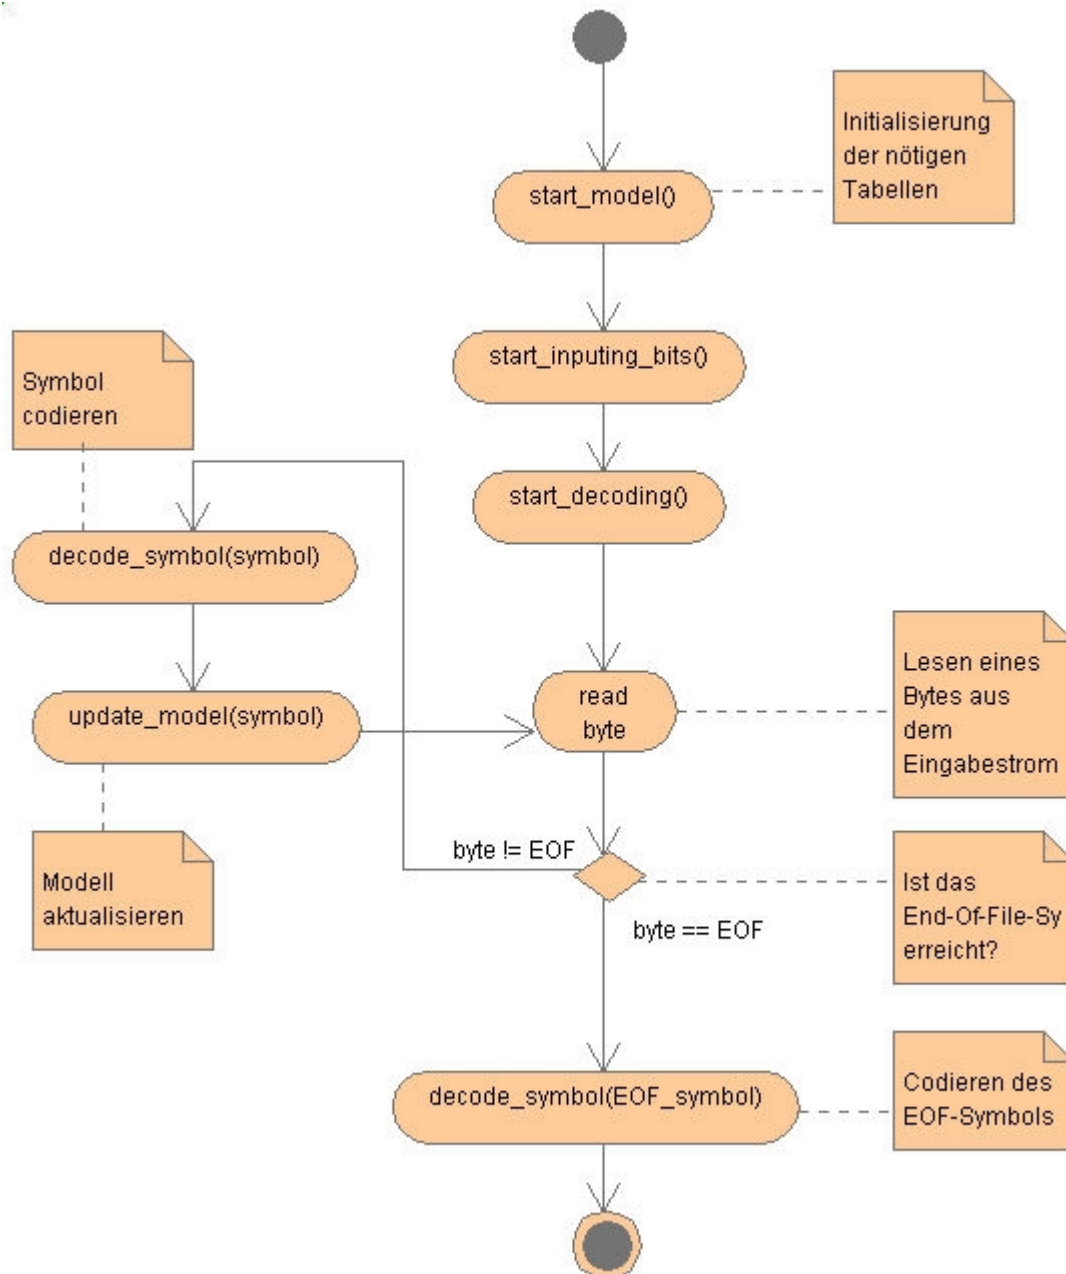 Initialisierung
der nötigen
Tabellen
start_model()
start_inputing_bits()
Symbol
codieren
start_decoding()
decode_symbol(symbol)
Lesen eines
Bytes aus
dem
Eingabestrom
read
byte
update_model(symbol)
byte != EOF
Modell
aktualisieren
Ist das
End-Of-File-Sy
erreicht?
byte == EOF
decode_symbol(EOF_symbol)
Codieren des
EOF-Symbols